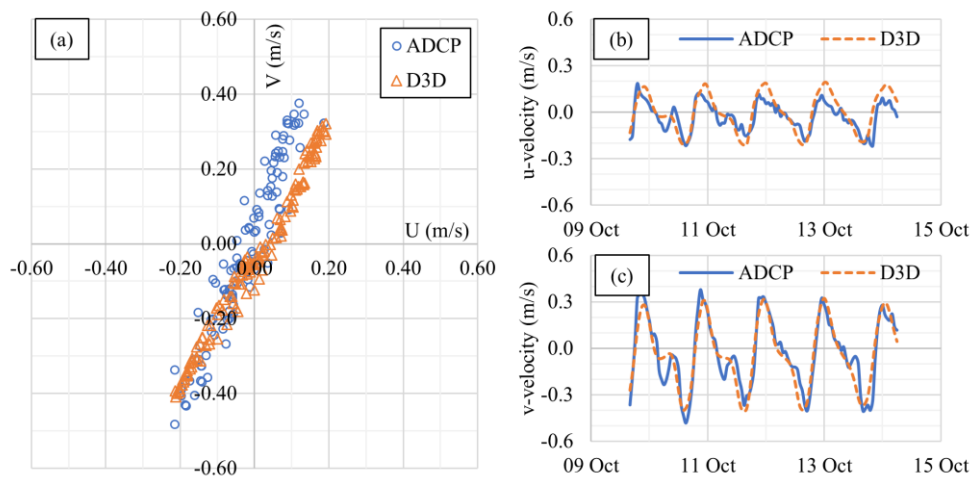 (a)
V (m/s)
ADCP
D3D
0.60
0.40
0.20
0.00
U (m/s)
-0.60 -0.40 -0.20 0.00 0.20 0.40 0.60
-0.20
-0.40
-0.60
(b)
ADCP D3D
u-velocity (m/s)
0.6
0.3
0.0
-0.3
-0.6
09 Oct 11 Oct 13 Oct 15 Oct
(c)
ADCP D3D
v-velocity (m/s)
0.6
0.3
0.0
-0.3
-0.6
09 Oct 11 Oct 13 Oct 15 Oct